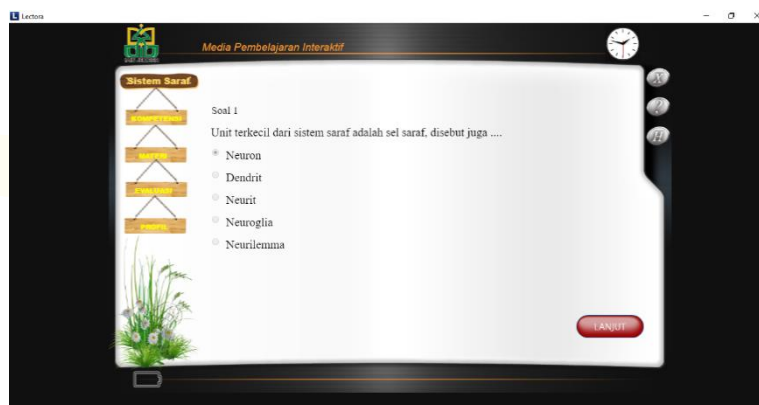 Lectora
Media Pembelajaran Interaktif
Sistem Saraf
KOMPETENSI
MATERI
EVALUASI
PROFIL
Soal 1
Unit terkecil dari sistem saraf adalah sel saraf, disebut juga ....
Neuron
Dendrit
Neurit
Neuroglia
Neurilemma
LANJUT
X
?